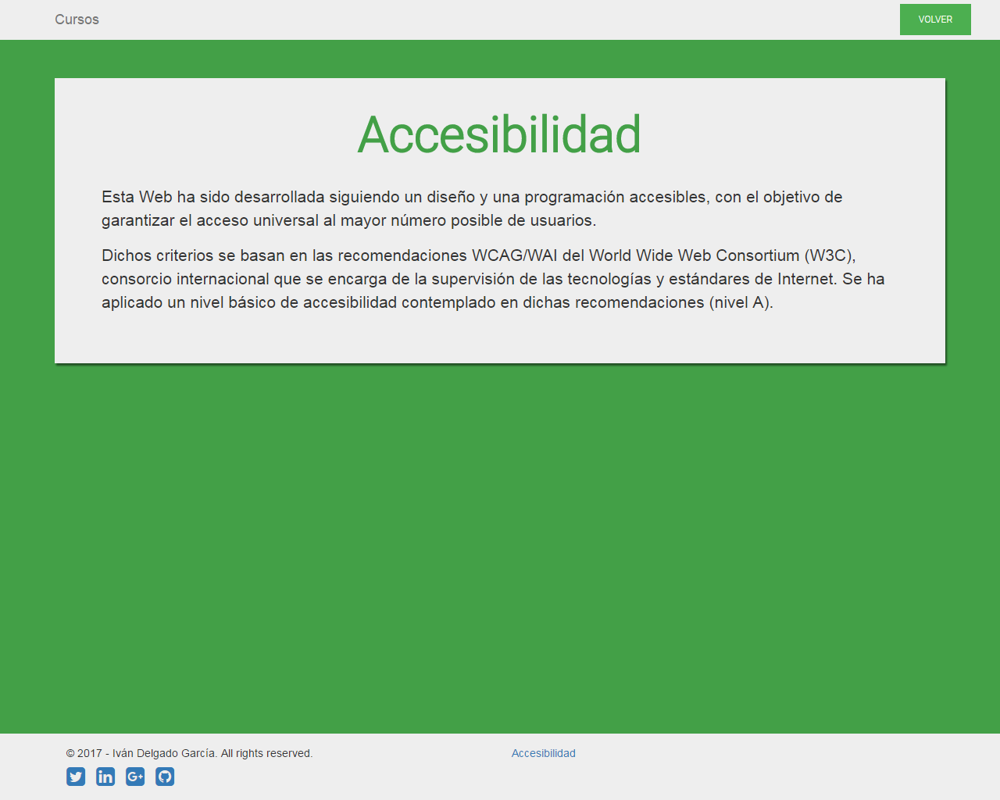 Cursos
VOLVER
Accesibilidad
Esta Web ha sido desarrollada siguiendo un diseño y una programación accesibles, con el objetivo de
garantizar el acceso universal al mayor número posible de usuarios.
Dichos criterios se basan en las recomendaciones WCAG/WAI del World Wide Web Consortium (W3C),
consorcio internacional que se encarga de la supervisión de las tecnologías y estándares de Internet. Se ha
aplicado un nivel básico de accesibilidad contemplado en dichas recomendaciones (nivel A).
© 2017 - Iván Delgado García. All rights reserved.
Accesibilidad